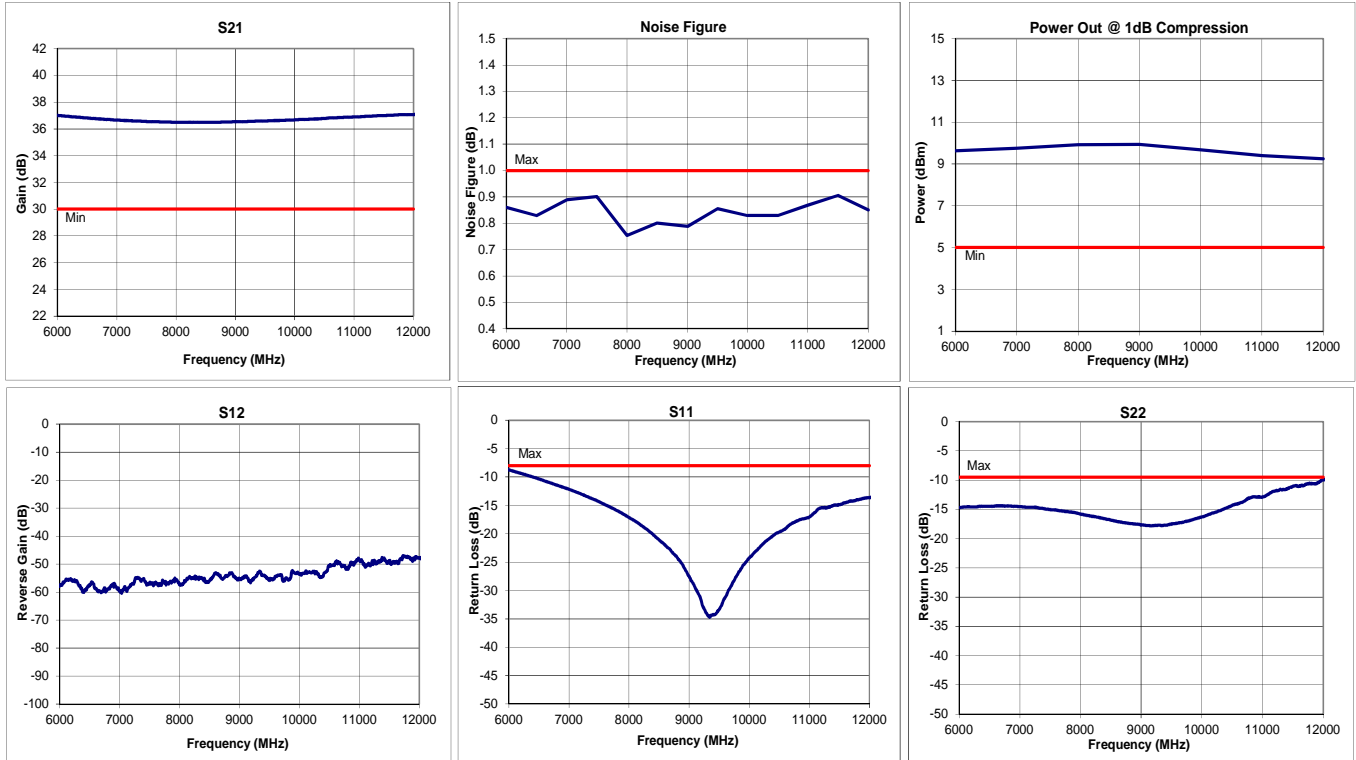 S21
42
40
38
36
34
32
30
28
26
24
22
Gain (dB)
Min
6000 7000 8000 9000 10000 11000 12000
Frequency (MHz)
Noise Figure
1.5
1.4
1.3
1.2
1.1
1.0
0.9
0.8
0.7
0.6
0.5
0.4
Noise Figure (dB)
Max
6000 7000 8000 9000 10000 11000 12000
Frequency (MHz)
Power Out @ 1dB Compression
15
13
11
9
7
5
3
1
Power (dBm)
Min
6000 7000 8000 9000 10000 11000 12000
Frequency (MHz)
S12
0
-10
-20
-30
-40
-50
-60
-70
-80
-90
-100
Reverse Gain (dB)
6000 7000 8000 9000 10000 11000 12000
Frequency (MHz)
S11
0
-5
-10
-15
-20
-25
-30
-35
-40
-45
-50
Return Loss (dB)
Max
6000 7000 8000 9000 10000 11000 12000
Frequency (MHz)
S22
0
-5
-10
-15
-20
-25
-30
-35
-40
-45
-50
Return Loss (dB)
Max
6000 7000 8000 9000 10000 11000 12000
Frequency (MHz)